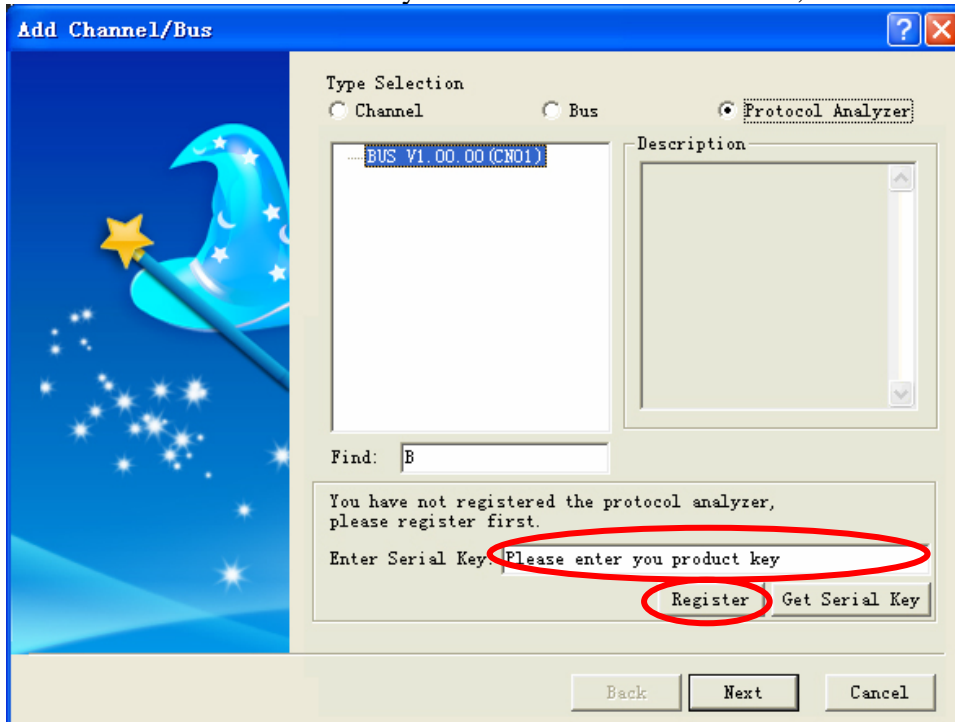 Add Channel/Bus
Type Selection
Channel Bus Protocol Analyzer
BUS V1.00.00(CN01)
Description
Find: B
You have not registered the protocol analyzer,
please register first.
Enter Serial Key: Please enter you product key
Register Get Serial Key
Back Next Cancel